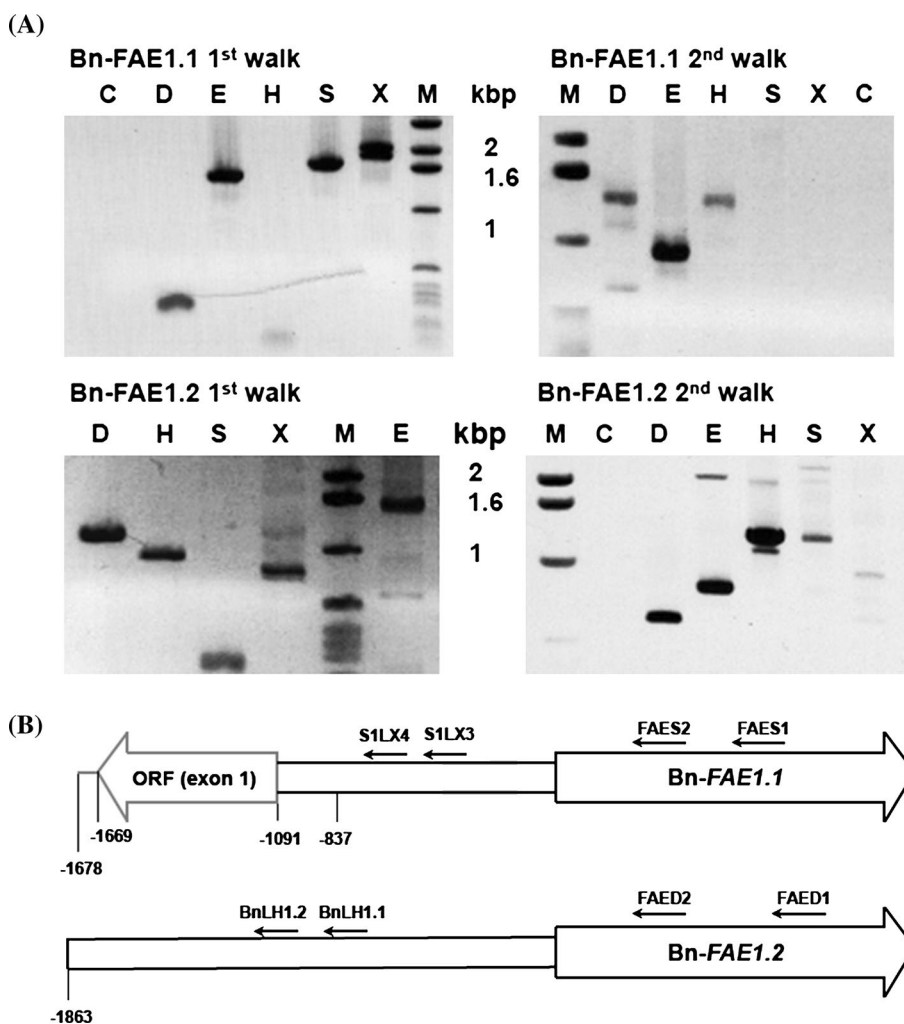 (A)
Bn-FAE1.1 1st walk
C D E H S X M
kbp
2
1.6
1
Bn-FAE1.1 2nd walk
M D E H S X C
Bn-FAE1.2 1st walk
D H S X M E
kbp
2
1.6
1
Bn-FAE1.2 2nd walk
M C D E H S X
(B)
S1LX4 S1LX3 FAES2 FAES1
ORF (exon 1) Bn-FAE1.1
-1669 -1091 -837
-1678
BnLH1.2 BnLH1.1 FAED2 FAED1
Bn-FAE1.2
-1863